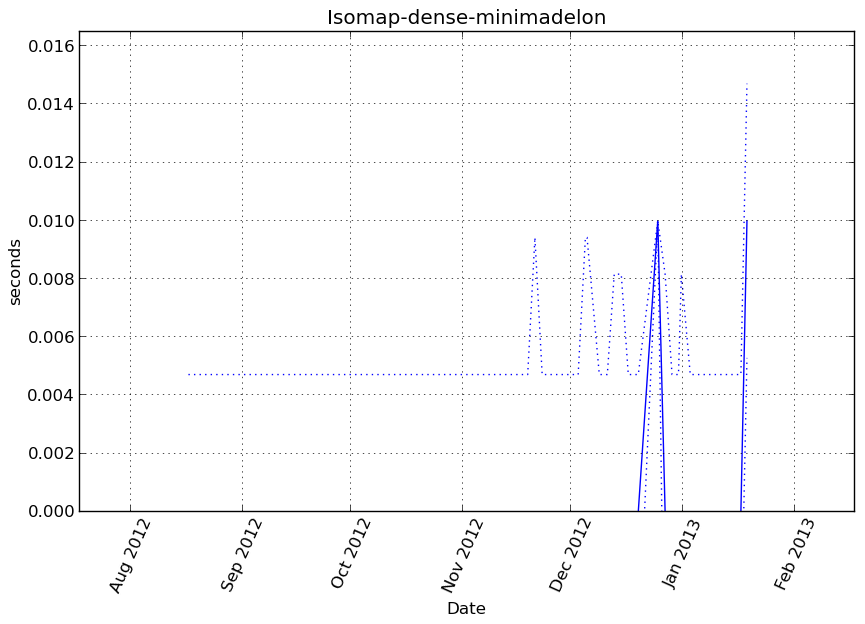 Isomap-dense-minimadelon
0.016
0.014
0.012
0.010
0.008
0.006
0.004
0.002
0.000
seconds
Aug 2012
Sep 2012
Oct 2012
Nov 2012
Dec 2012
Jan 2013
Feb 2013
Date